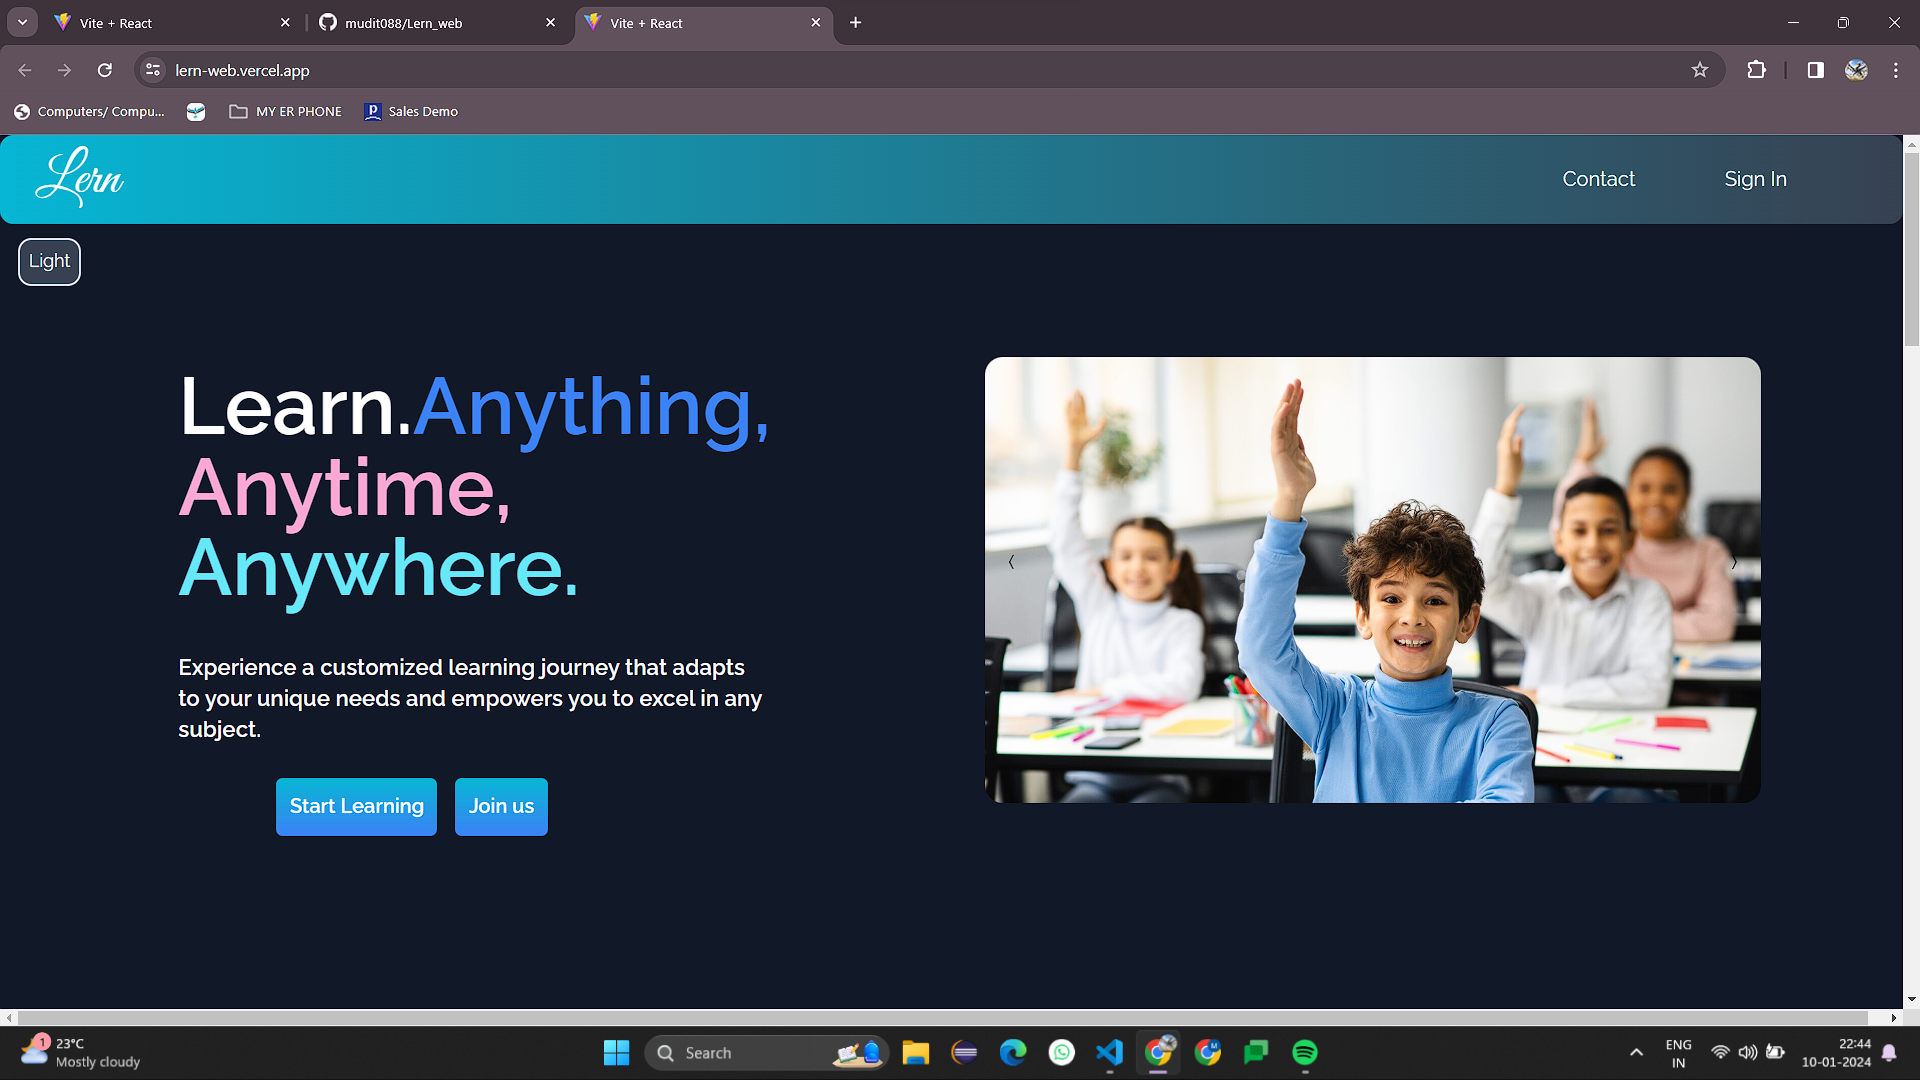 Vite + React
mudit088/Lern_web
Vite + React
lern-web.vercel.app
Computers/ Compu...
MY ER PHONE
Sales Demo
Lern
Contact
Sign In
Light
Learn.Anything,
Anytime,
Anywhere.
Experience a customized learning journey that adapts
to your unique needs and empowers you to excel in any
subject.
Start Learning
Join us
1
23°C
Mostly cloudy
Search
ENG
IN
22:44
10-01-2024